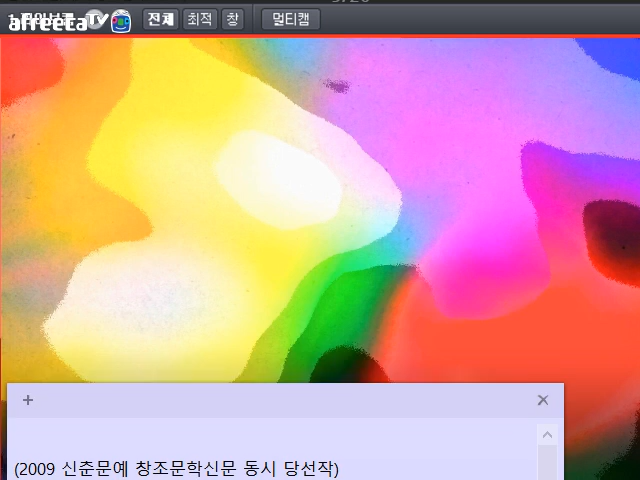 afreeca TV
전체 최적 창 멀티캠
(2009 신춘문예 창조문학신문 동시 당선작)